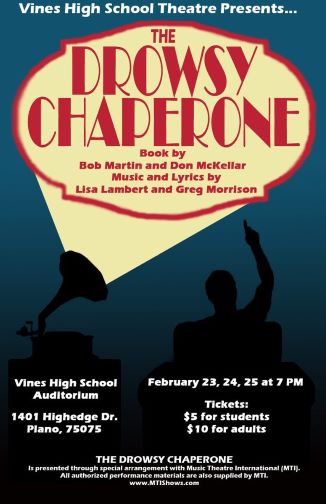 Vines High School Theatre Presents...
THE
DROWSY
CHAPERONE
Book by
Bob Martin and Don McKellar
Music and Lyrics by
Lisa Lambert and Greg Morrison
Vines High School
Auditorium
1401 Highedge Dr.
Plano, 75075
February 23, 24, 25 at 7 PM
Tickets:
$5 for students
$10 for adults
THE DROWSY CHAPERONE
Is presented through special arrangement with Music Theatre International (MTI).
All authorized performance materials are also supplied by MTI.
www.MTIShows.com